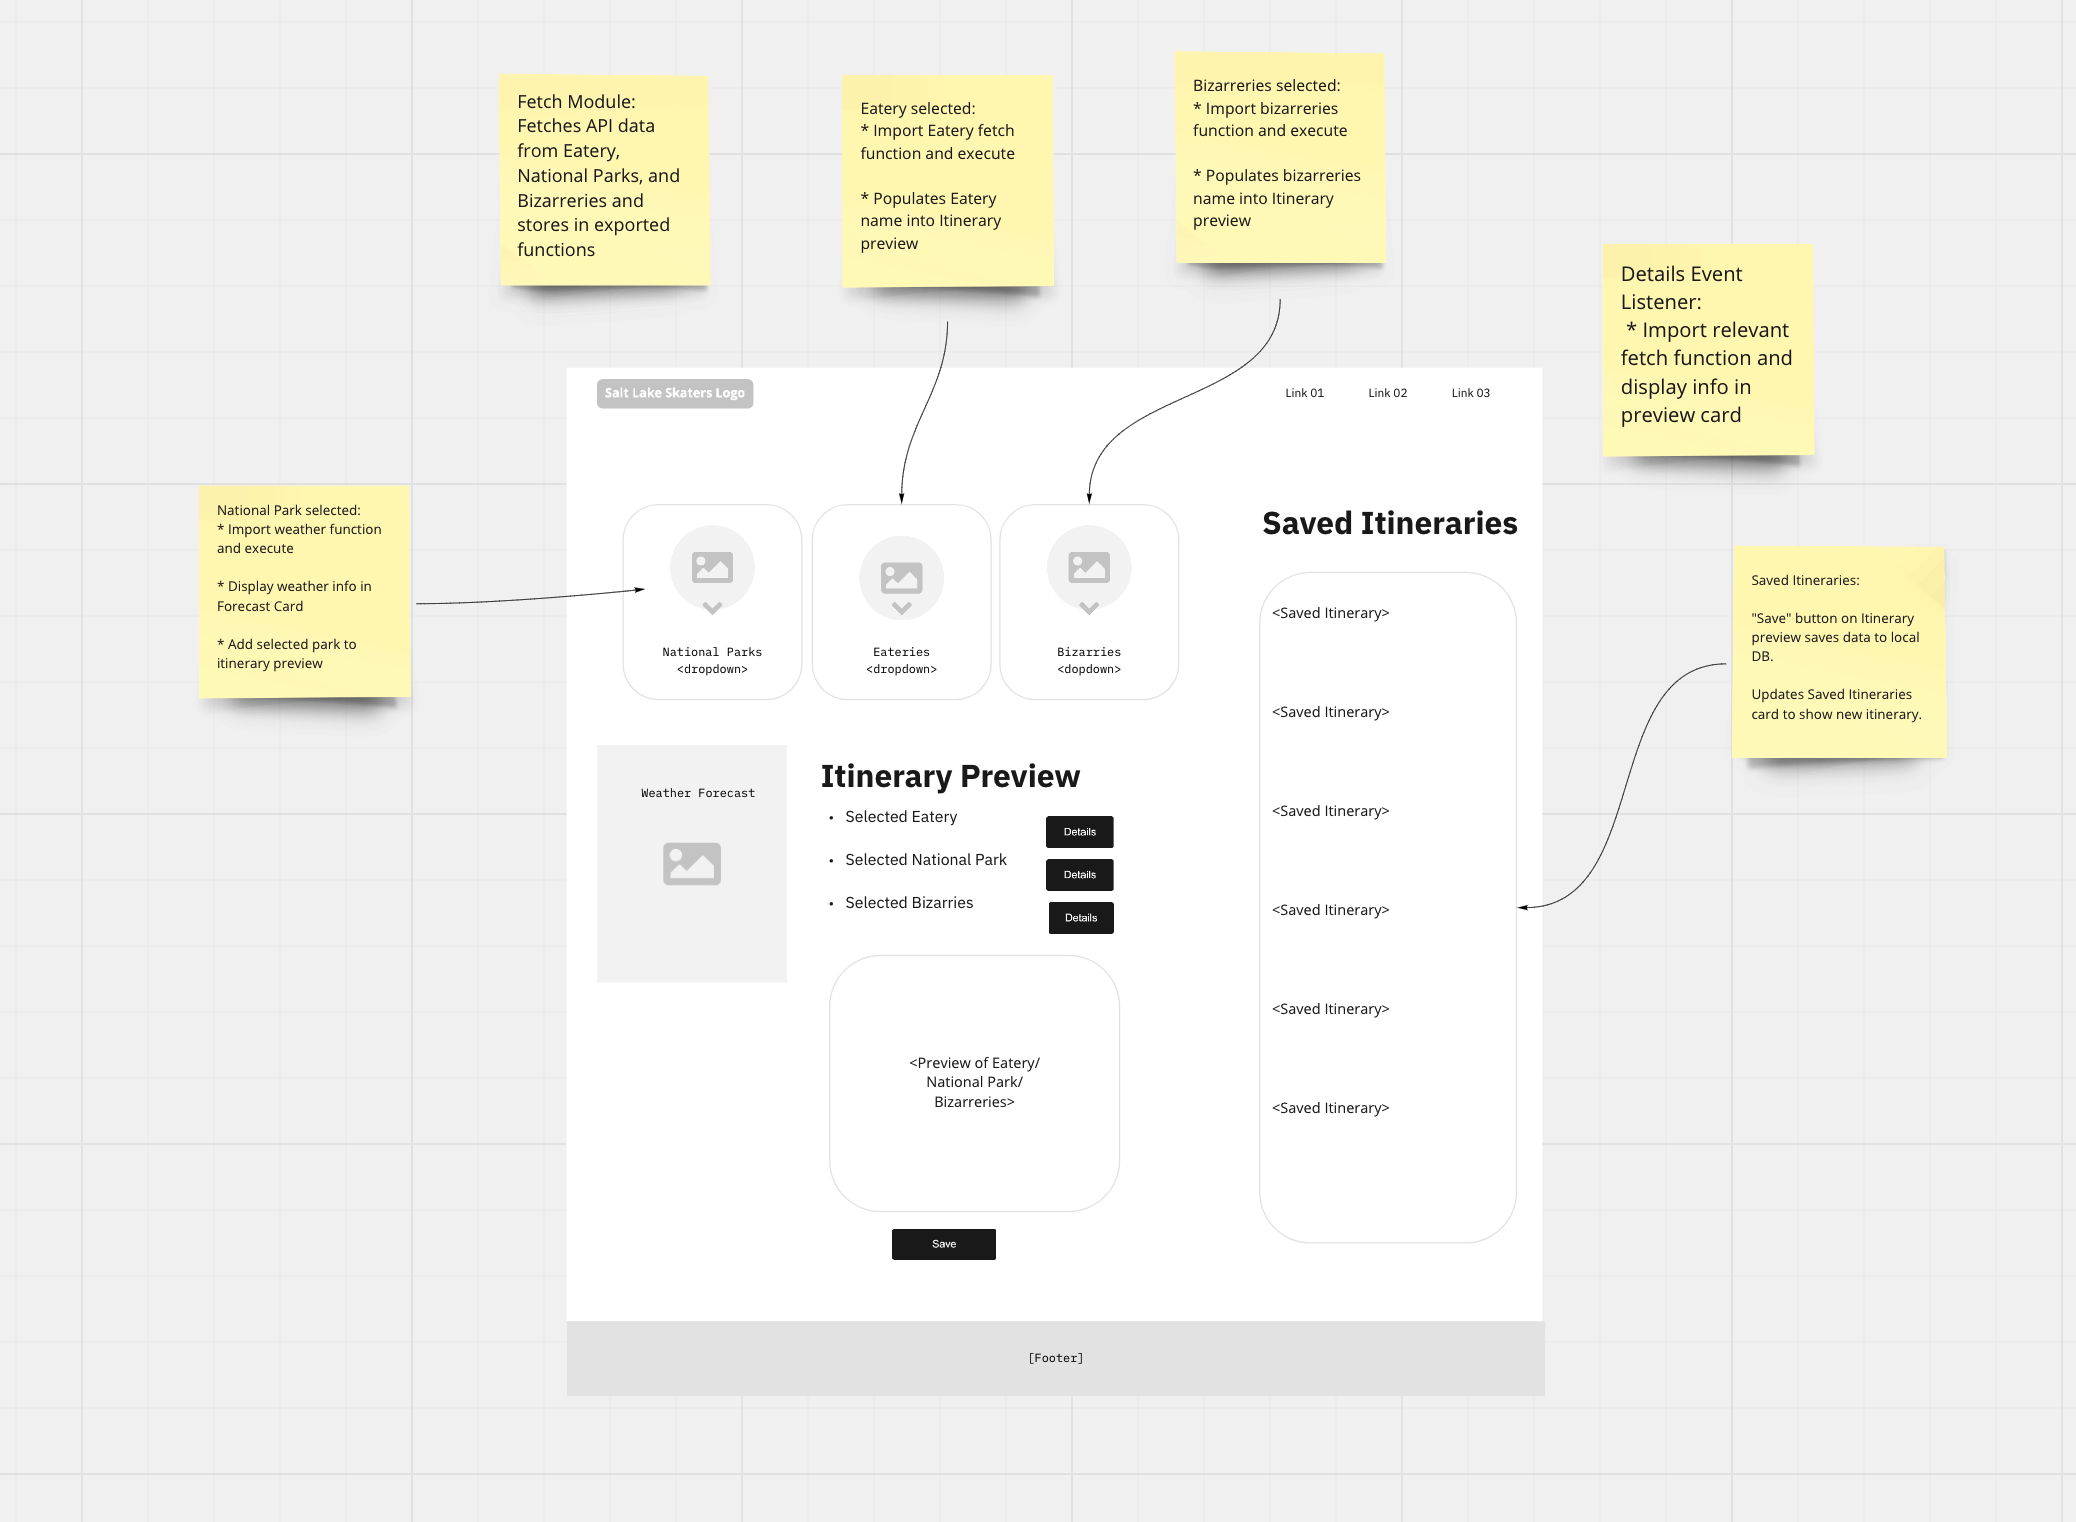 Fetch Module:
Fetches API data
from Eatery,
National Parks, and
Bizarreries and
stores in exported
functions
Eatery selected:
* Import Eatery fetch
function and execute
* Populates Eatery
name into Itinerary
preview
Bizarreries selected:
* Import bizarreries
function and execute
* Populates bizarreries
name into Itinerary
preview
Details Event
Listener:
* Import relevant
fetch function and
display info in
preview card
National Park selected:
* Import weather function
and execute
* Display weather info in
Forecast Card
* Add selected park to
itinerary preview
Salt Lake Skaters Logo
Link 01
Link 02
Link 03
National Parks
<dropdown>
Eateries
<dropdown>
Bizarries
<dopdown>
Weather Forecast
Itinerary Preview
• Selected Eatery
Details
• Selected National Park
Details
• Selected Bizarries
Details
<Preview of Eatery/
National Park/
Bizarreries>
Save
Saved Itineraries
<Saved Itinerary>
<Saved Itinerary>
<Saved Itinerary>
<Saved Itinerary>
<Saved Itinerary>
<Saved Itinerary>
Saved Itineraries:
"Save" button on Itinerary
preview saves data to local
DB.
Updates Saved Itineraries
card to show new itinerary.
[Footer]